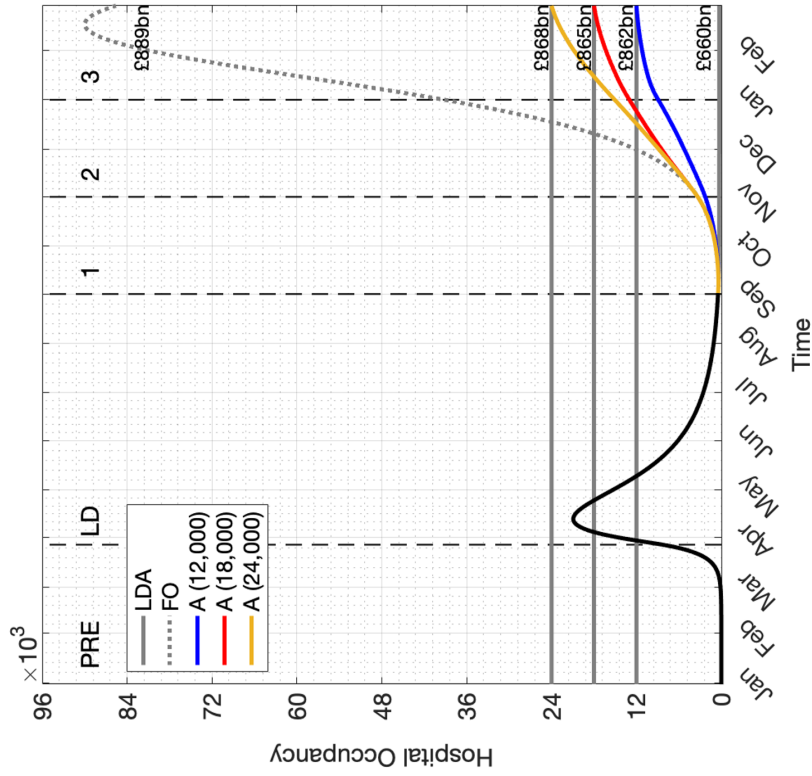 ×10³
96
84
72
60
48
36
24
12
0
Hospital Occupancy
PRE
LD
1
2
3
LDA
FO
A (12,000)
A (18,000)
A (24,000)
£889bn
£868bn
£865bn
£862bn
£660bn
Jan
Feb
Mar
Apr
May
Jun
Jul
Aug
Sep
Oct
Nov
Dec
Jan
Feb
Time